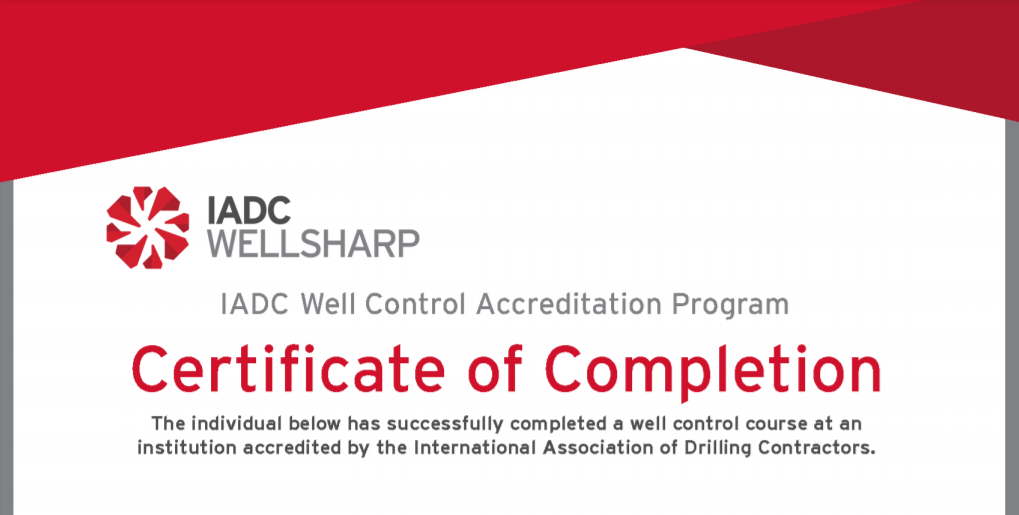 IADC
WELLSHARP
IADC Well Control Accreditation Program
Certificate of Completion
The individual below has successfully completed a well control course at an
institution accredited by the International Association of Drilling Contractors.